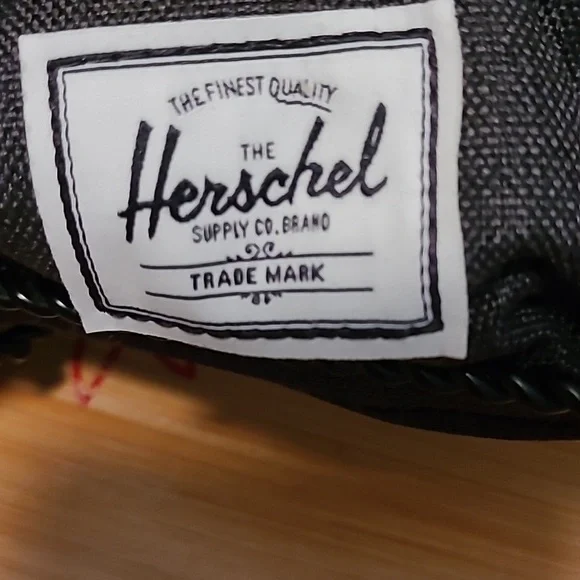 THE FINEST QUALITY
THE
Herschel
SUPPLY CO. BRAND
TRADE MARK